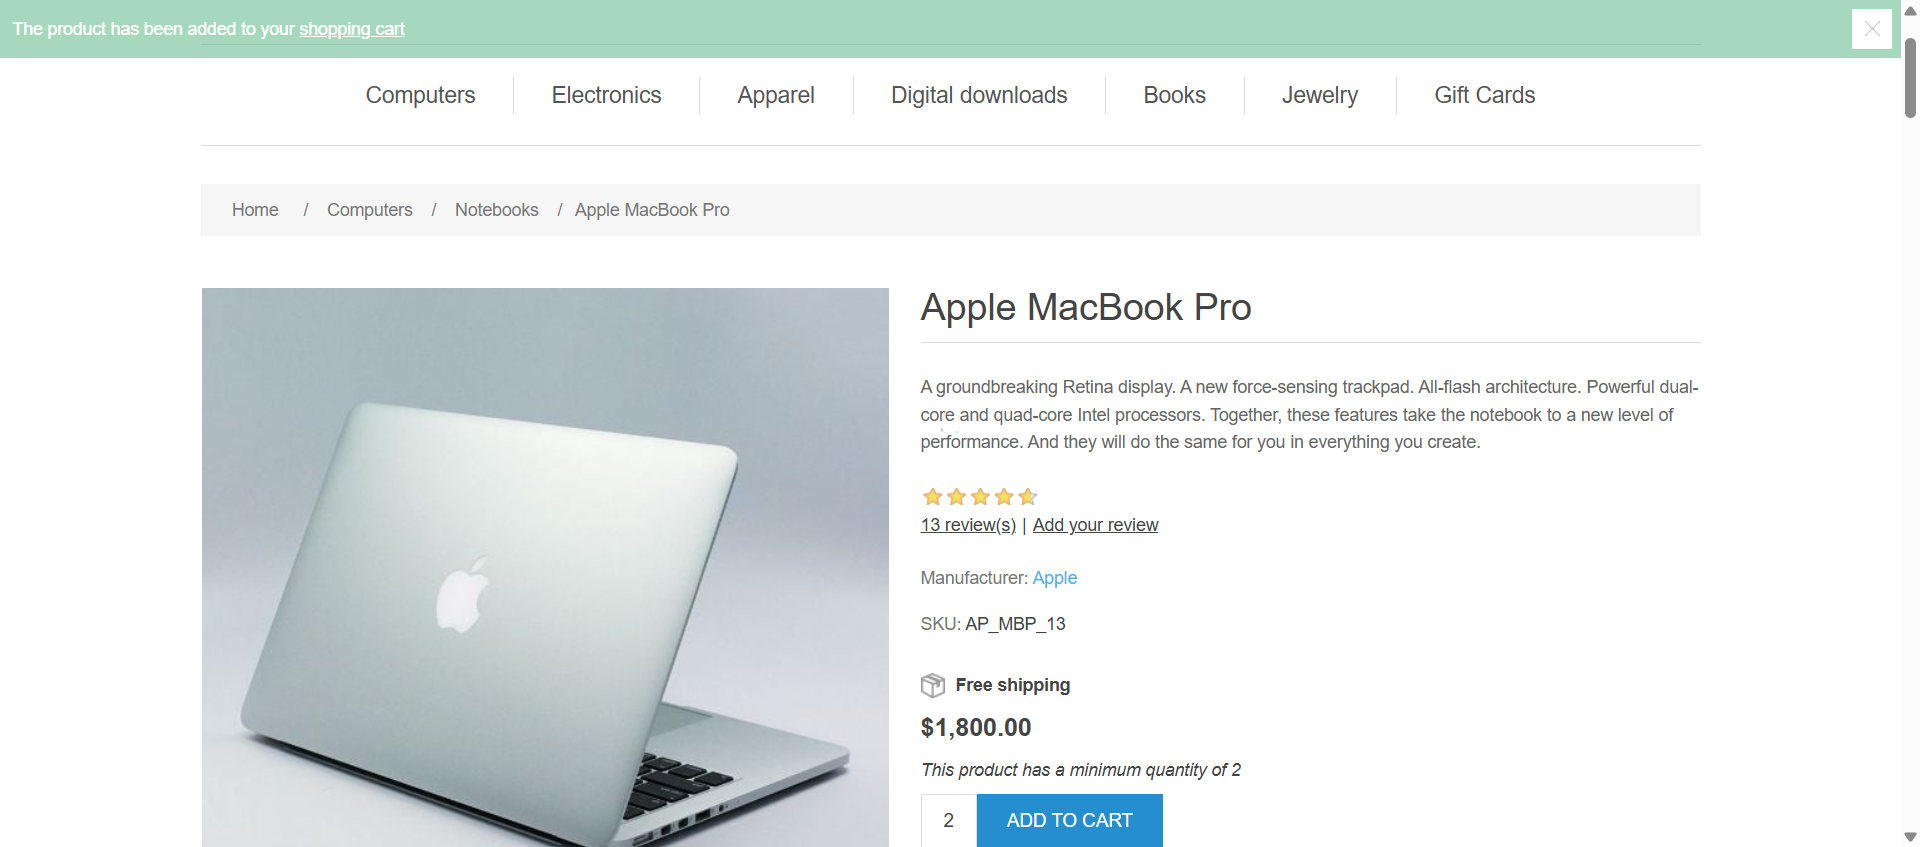 The product has been added to your shopping cart
Computers
Electronics
Apparel
Digital downloads
Books
Jewelry
Gift Cards
Home / Computers / Notebooks / Apple MacBook Pro
Apple MacBook Pro
A groundbreaking Retina display. A new force-sensing trackpad. All-flash architecture. Powerful dual-
core and quad-core Intel processors. Together, these features take the notebook to a new level of
performance. And they will do the same for you in everything you create.
13 review(s) | Add your review
Manufacturer: Apple
SKU: AP_MBP_13
Free shipping
$1,800.00
This product has a minimum quantity of 2
2
ADD TO CART